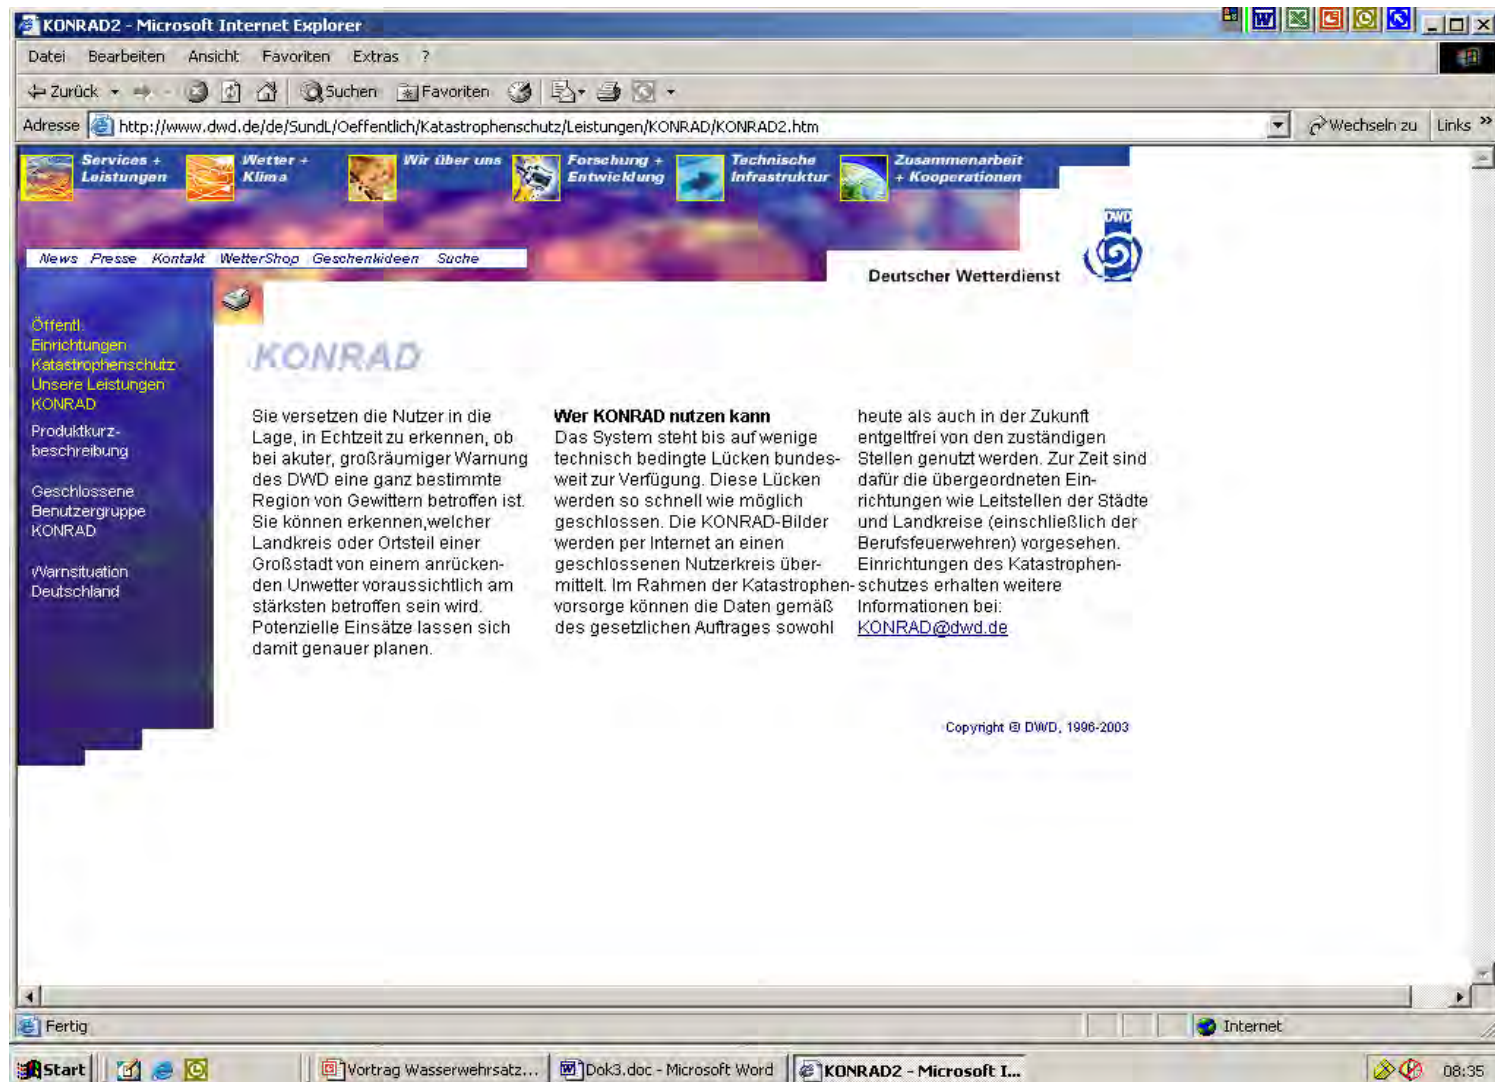 KONRAD2 - Microsoft Internet Explorer
Datei Bearbeiten Ansicht Favoriten Extras ?
Zurück Suchen Favoriten
Adresse http://www.dwd.de/de/SundL/Oeffentlich/Katastrophenschutz/Leistungen/KONRAD/KONRAD2.htm Wechseln zu Links »
Services +
Leistungen
Wetter +
Klima
Wir über uns
Forschung +
Entwicklung
Technische
Infrastruktur
Zusammenarbeit
+ Kooperationen
News Presse Kontakt WetterShop Geschenkideen Suche
DWD
Deutscher Wetterdienst
Öffentl.
Einrichtungen
Katastrophenschutz
Unsere Leistungen
KONRAD
Produktkurz-
beschreibung
Geschlossene
Benutzergruppe
KONRAD
Warnsituation
Deutschland
KONRAD
Sie versetzen die Nutzer in die
Lage, in Echtzeit zu erkennen, ob
bei akuter, großräumiger Warnung
des DWD eine ganz bestimmte
Region von Gewittern betroffen ist.
Sie können erkennen,welcher
Landkreis oder Ortsteil einer
Großstadt von einem anrücken-
den Unwetter voraussichtlich am
stärksten betroffen sein wird.
Potenzielle Einsätze lassen sich
damit genauer planen.
Wer KONRAD nutzen kann
Das System steht bis auf wenige
technisch bedingte Lücken bundes-
weit zur Verfügung. Diese Lücken
werden so schnell wie möglich
geschlossen. Die KONRAD-Bilder
werden per Internet an einen
geschlossenen Nutzerkreis über-
mittelt. Im Rahmen der Katastrophen-
vorsorge können die Daten gemäß
des gesetzlichen Auftrages sowohl
heute als auch in der Zukunft
entgeltfrei von den zuständigen
Stellen genutzt werden. Zur Zeit sind
dafür die übergeordneten Ein-
richtungen wie Leitstellen der Städte
und Landkreise (einschließlich der
Berufsfeuerwehren) vorgesehen.
Einrichtungen des Katastrophen-
schutzes erhalten weitere
Informationen bei:
KONRAD@dwd.de
Copyright © DWD, 1996-2003
Fertig Internet
Start Vortrag Wasserwehrsatz... Dok3.doc - Microsoft Word KONRAD2 - Microsoft I... 08:35